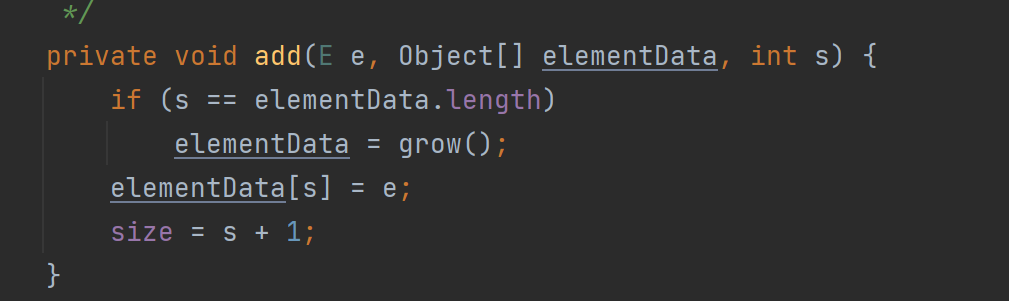 */
private void add(E e, Object[] elementData, int s) {
if (s == elementData.length)
elementData = grow();
elementData[s] = e;
size = s + 1;
}